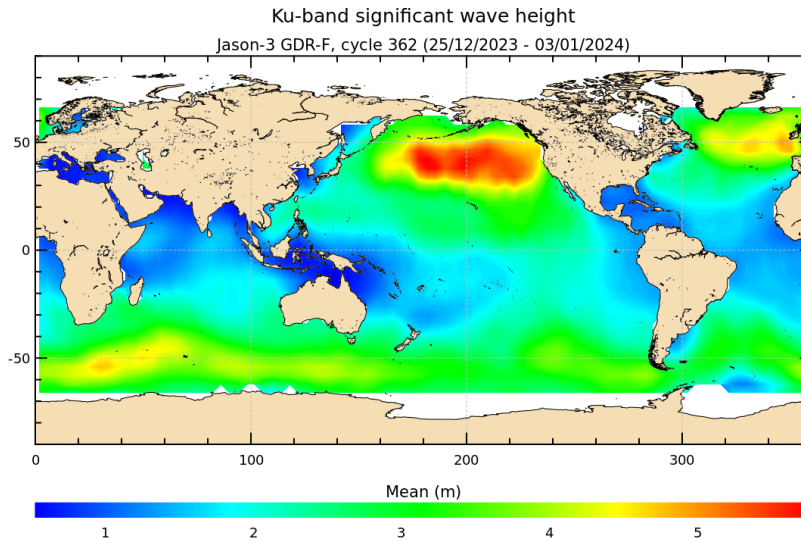 Ku-band significant wave height
Jason-3 GDR-F, cycle 362 (25/12/2023 - 03/01/2024)
50
0
-50
0 100 200 300
Mean (m)
1 2 3 4 5